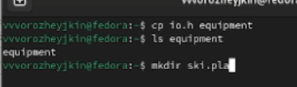 vvvorozheyjkin@fedora:~$ cp io.h equipment
vvvorozheyjkin@fedora:~$ ls equipment
equipment
vvvorozheyjkin@fedora:~$ mkdir ski.pla